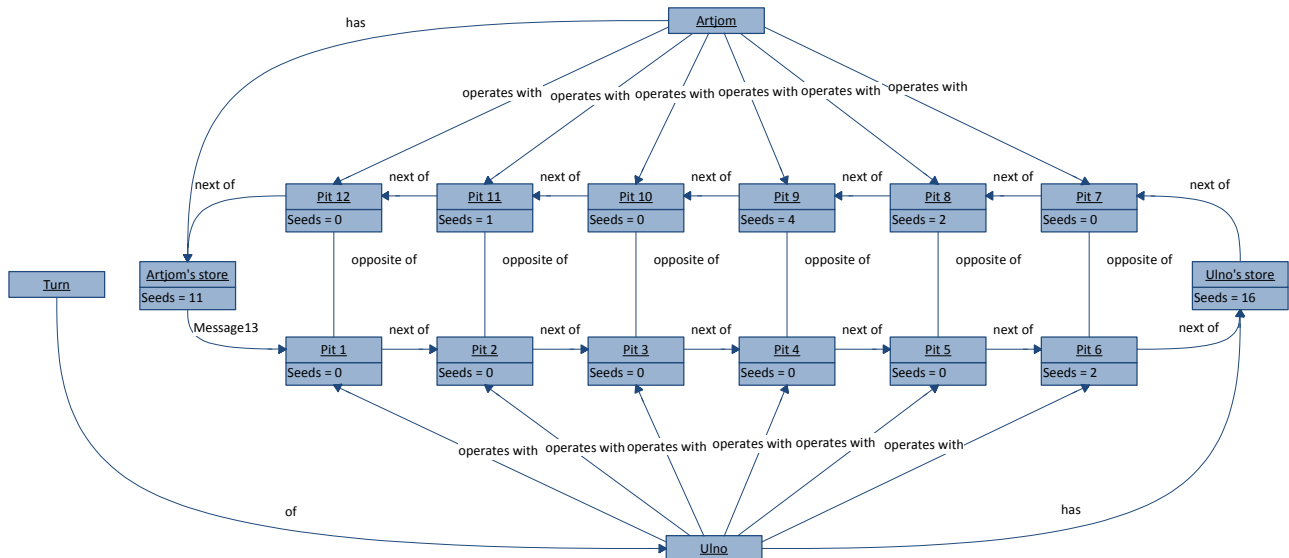 Artjom
has
operates with operates with operates with operates with operates with operates with
next of next of next of next of next of next of next of
Pit 12 Pit 11 Pit 10 Pit 9 Pit 8 Pit 7
Seeds = 0 Seeds = 1 Seeds = 0 Seeds = 4 Seeds = 2 Seeds = 0
opposite of opposite of opposite of opposite of opposite of opposite of
Turn Artjom's store Ulno's store
Seeds = 11 Seeds = 16
Message13 next of next of next of next of next of next of
Pit 1 Pit 2 Pit 3 Pit 4 Pit 5 Pit 6
Seeds = 0 Seeds = 0 Seeds = 0 Seeds = 0 Seeds = 0 Seeds = 2
operates with operates with operates with operates with operates with operates with
of has
Ulno